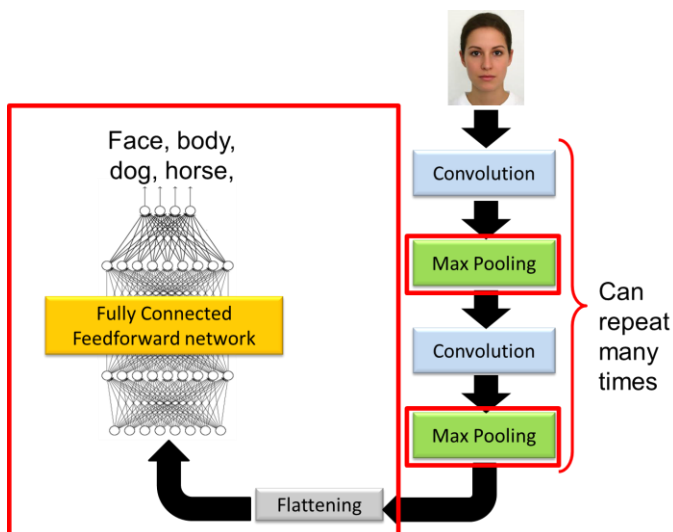 Face, body,
dog, horse,
Fully Connected
Feedforward network
Convolution
Max Pooling
Convolution
Max Pooling
Can
repeat
many
times
Flattening